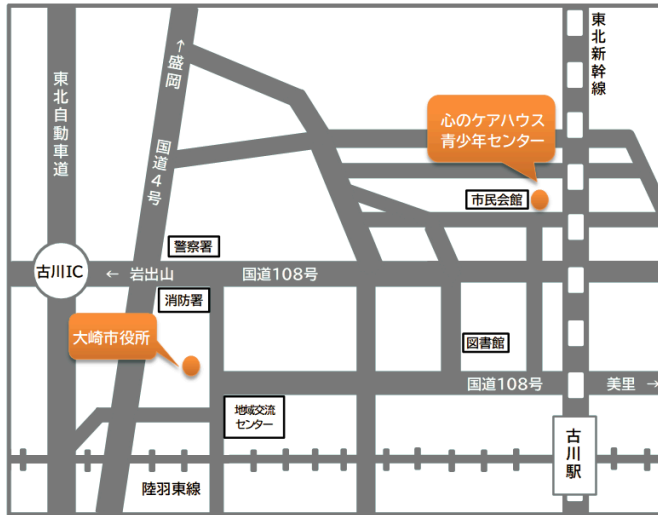 東北新幹線
↑盛岡
東北自動車道
国道4号
心のケアハウス
青少年センター
市民会館
警察署
古川IC
← 岩出山
国道108号
消防署
大崎市役所
図書館
国道108号
美里 →
地域交流
センター
古川駅
陸羽東線